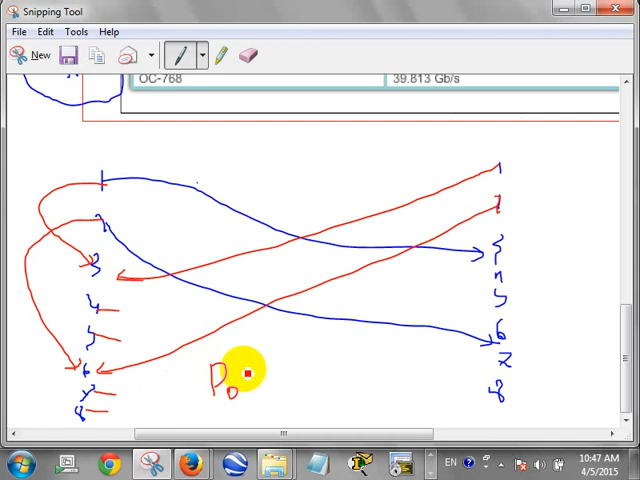 Snipping Tool
File Edit Tools Help
New
OC-768 39.813 Gb/s
1 1
2 2
3 3
4 4
5 5
6 6
7 7
8 8
Po
EN
10:47 AM
4/5/2015